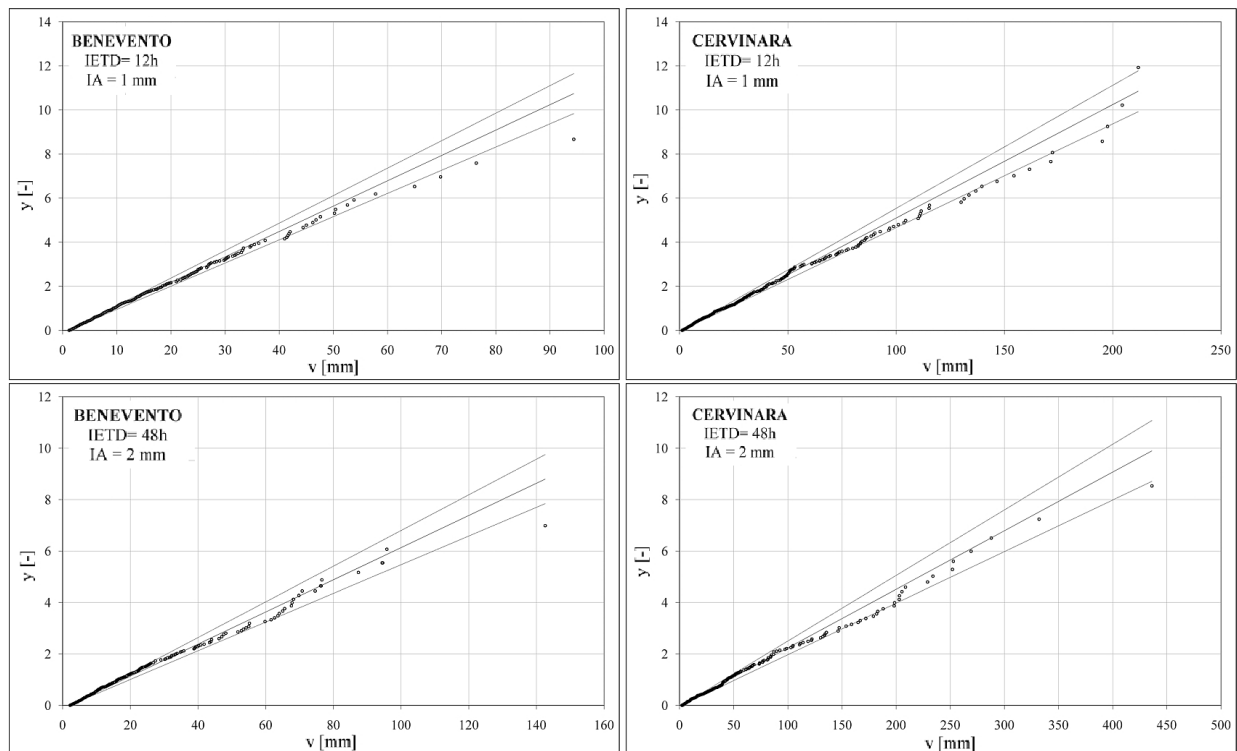 BENEVENTO
IETD= 12h
IA = 1 mm
14
12
10
8
6
4
2
0
y [-]
0 10 20 30 40 50 60 70 80 90 100
v [mm]
CERVINARA
IETD= 12h
IA = 1 mm
14
12
10
8
6
4
2
0
y [-]
0 50 100 150 200 250
v [mm]
BENEVENTO
IETD= 48h
IA = 2 mm
12
10
8
6
4
2
0
y [-]
0 20 40 60 80 100 120 140 160
v [mm]
CERVINARA
IETD= 48h
IA = 2 mm
12
10
8
6
4
2
0
y [-]
0 50 100 150 200 250 300 350 400 450 500
v [mm]